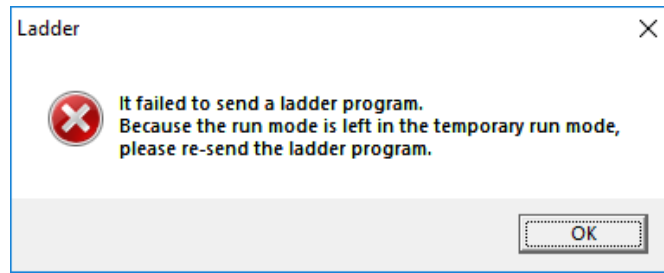 Ladder
It failed to send a ladder program.
Because the run mode is left in the temporary run mode,
please re-send the ladder program.
OK